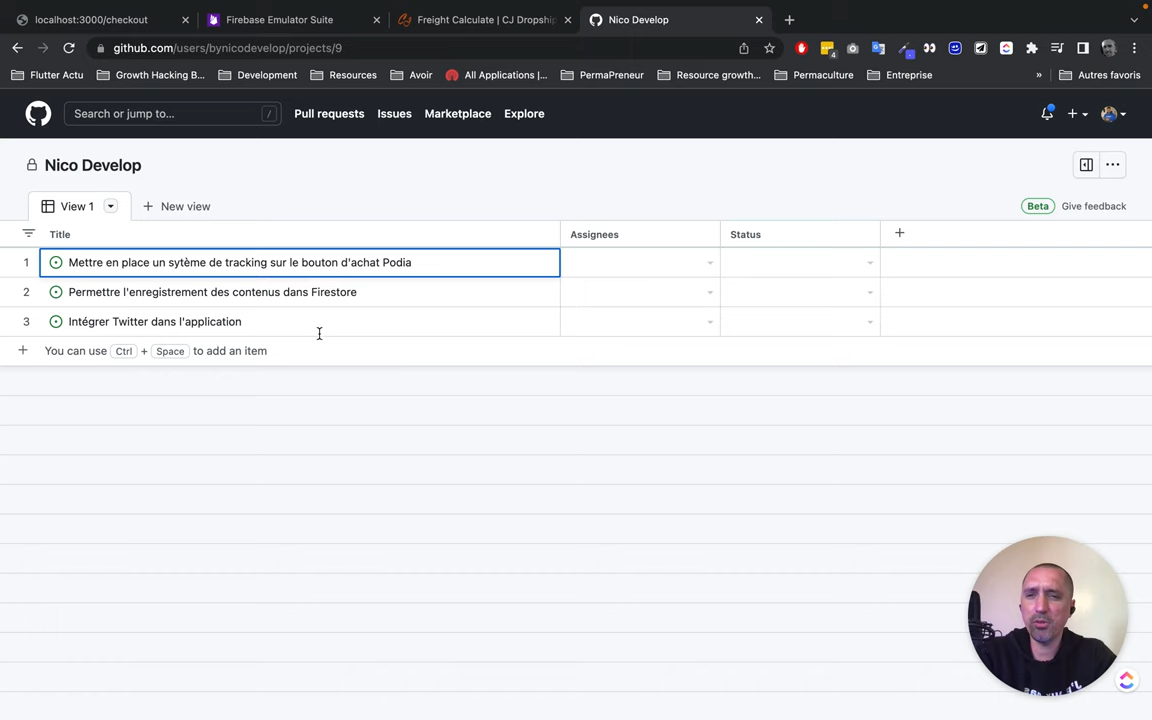 localhost:3000/checkout
Firebase Emulator Suite
Freight Calculate | CJ Dropship
Nico Develop
github.com/users/bynicodevelop/projects/9
4
Flutter Actu
Growth Hacking B...
Development
Resources
Avoir
All Applications |...
PermaPreneur
Resource growth...
Permaculture
Entreprise
»
Autres favoris
Search or jump to...
/
Pull requests
Issues
Marketplace
Explore
Nico Develop
View 1
New view
Beta
Give feedback
Title
Assignees
Status
1
Mettre en place un sytème de tracking sur le bouton d'achat Podia
2
Permettre l'enregistrement des contenus dans Firestore
3
Intégrer Twitter dans l'application
You can use Ctrl + Space to add an item